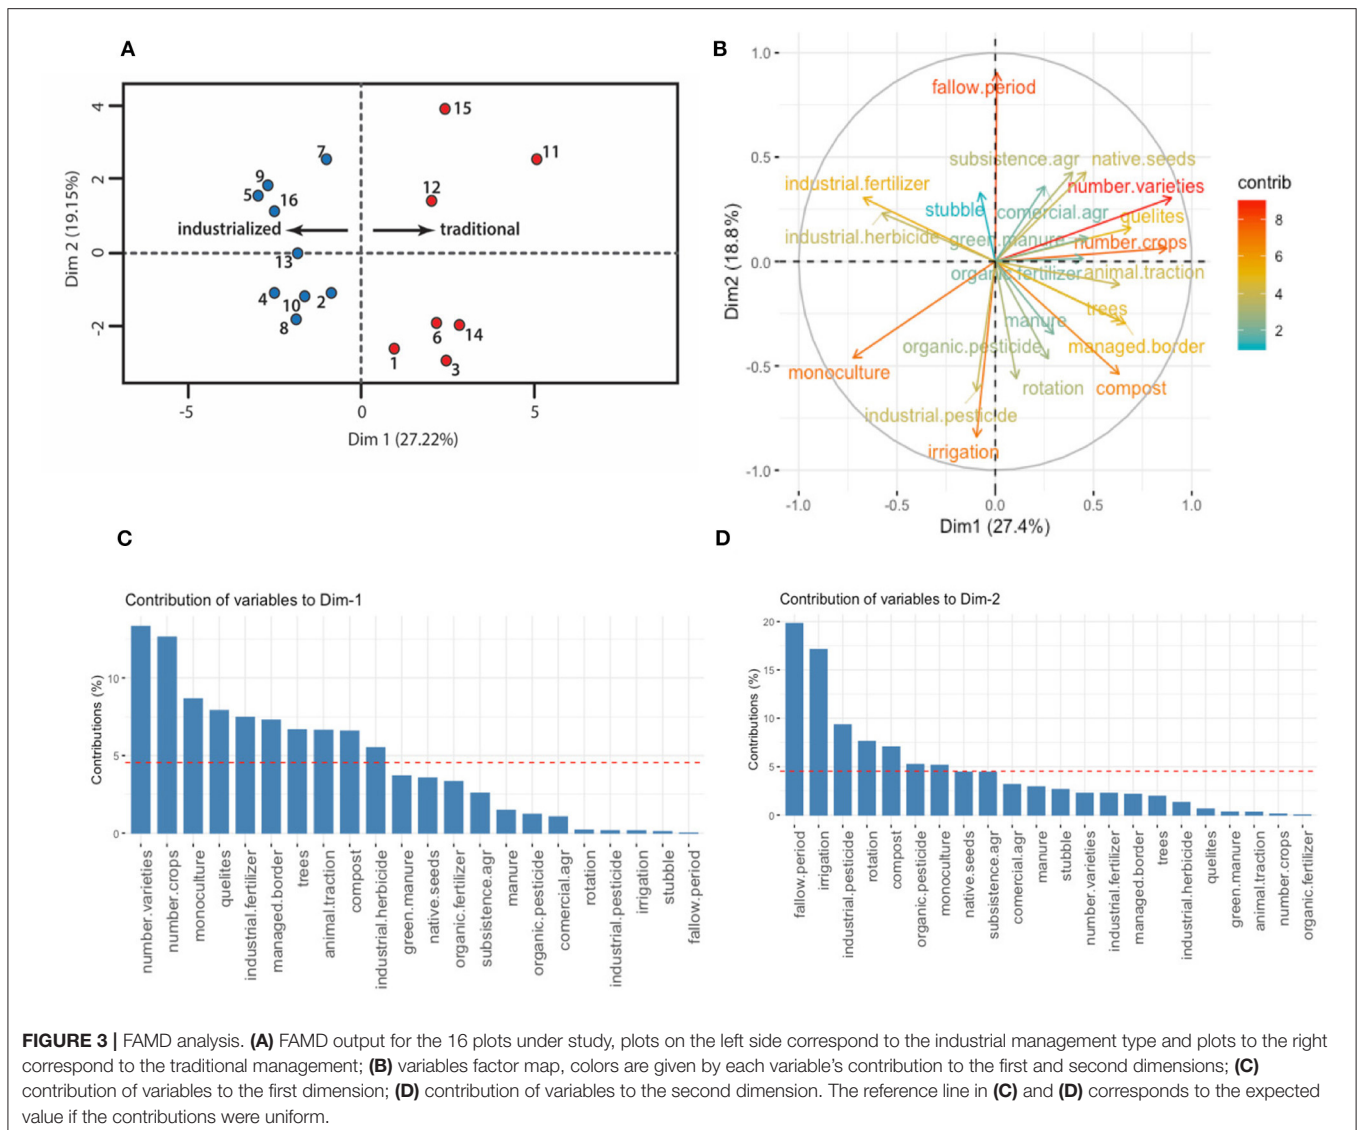 A
4
2
0
-2
Dim 2 (19.15%)
15
11
12
7
9
5
16
industrialized
traditional
13
4
10
2
8
6
14
1
3
-5
0
5
Dim 1 (27.22%)
B
1.0
0.5
0.0
-0.5
-1.0
Dim2 (18.8%)
fallow.period
subsistence.agr
native.seeds
industrial.fertilizer
number.varieties
stubble
comercial.agr
quelites
industrial.herbicide
green.manure
number.crops
organic.fertilizer
animal.traction
trees
manure
organic.pesticide
managed.border
monoculture
rotation
compost
industrial.pesticide
irrigation
-1.0
-0.5
0.0
0.5
1.0
Dim1 (27.4%)
contrib
8
6
4
2
C
Contribution of variables to Dim-1
Contributions (%)
10
5
0
number.varieties
number.crops
monoculture
quelites
industrial.fertilizer
managed.border
trees
animal.traction
compost
industrial.herbicide
green.manure
native.seeds
organic.fertilizer
subsistence.agr
manure
organic.pesticide
comercial.agr
rotation
industrial.pesticide
irrigation
stubble
fallow.period
D
Contribution of variables to Dim-2
Contributions (%)
20
15
10
5
0
fallow.period
irrigation
industrial.pesticide
rotation
compost
organic.pesticide
monoculture
native.seeds
subsistence.agr
comercial.agr
manure
stubble
number.varieties
industrial.fertilizer
managed.border
trees
industrial.herbicide
quelites
green.manure
animal.traction
number.crops
organic.fertilizer
FIGURE 3 | FAMD analysis. (A) FAMD output for the 16 plots under study, plots on the left side correspond to the industrial management type and plots to the right
correspond to the traditional management; (B) variables factor map, colors are given by each variable's contribution to the first and second dimensions; (C)
contribution of variables to the first dimension; (D) contribution of variables to the second dimension. The reference line in (C) and (D) corresponds to the expected
value if the contributions were uniform.